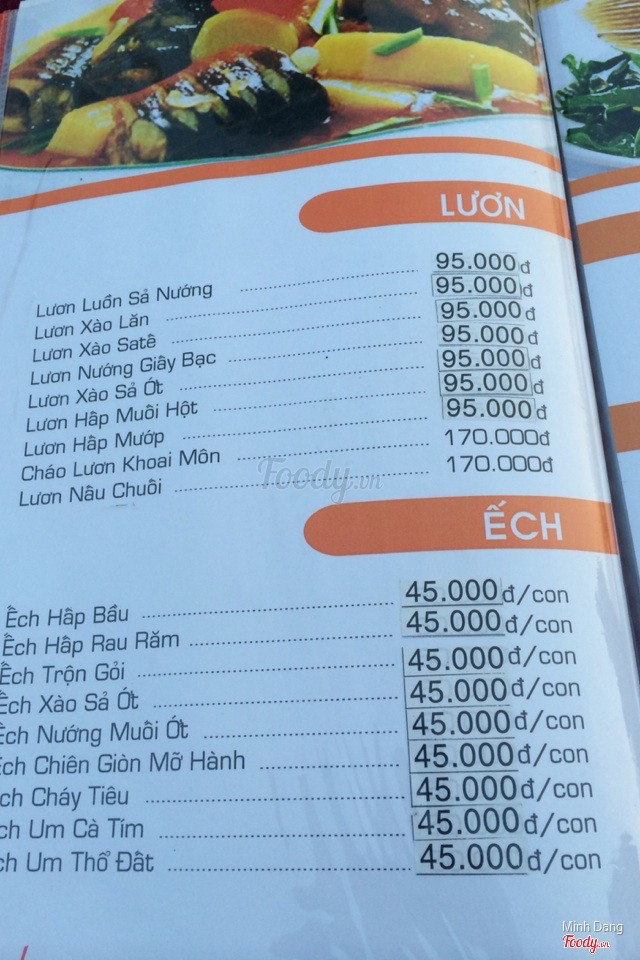 LƯƠN
Lươn Luồn Sả Nướng 95.000đ
Lươn Xào Lăn 95.000đ
Lươn Xào Satê 95.000đ
Lươn Nướng Giấy Bạc 95.000đ
Lươn Xào Sả Ớt 95.000đ
Lươn Hấp Muối Hột 95.000đ
Lươn Hấp Mướp 95.000đ
Cháo Lươn Khoai Môn 170.000đ
Lươn Nấu Chuối 170.000đ
Foody.vn
ẾCH
Ếch Hấp Bầu 45.000đ/con
Ếch Hấp Rau Răm 45.000đ/con
Ếch Trộn Gỏi 45.000đ/con
Ếch Xào Sả Ớt 45.000đ/con
Ếch Nướng Muối Ớt 45.000đ/con
Ếch Chiên Giòn Mỡ Hành 45.000đ/con
ch Cháy Tiêu 45.000đ/con
ch Um Cà Tím 45.000đ/con
ch Um Thổ Đất 45.000đ/con
Minh Dang
Foody.vn